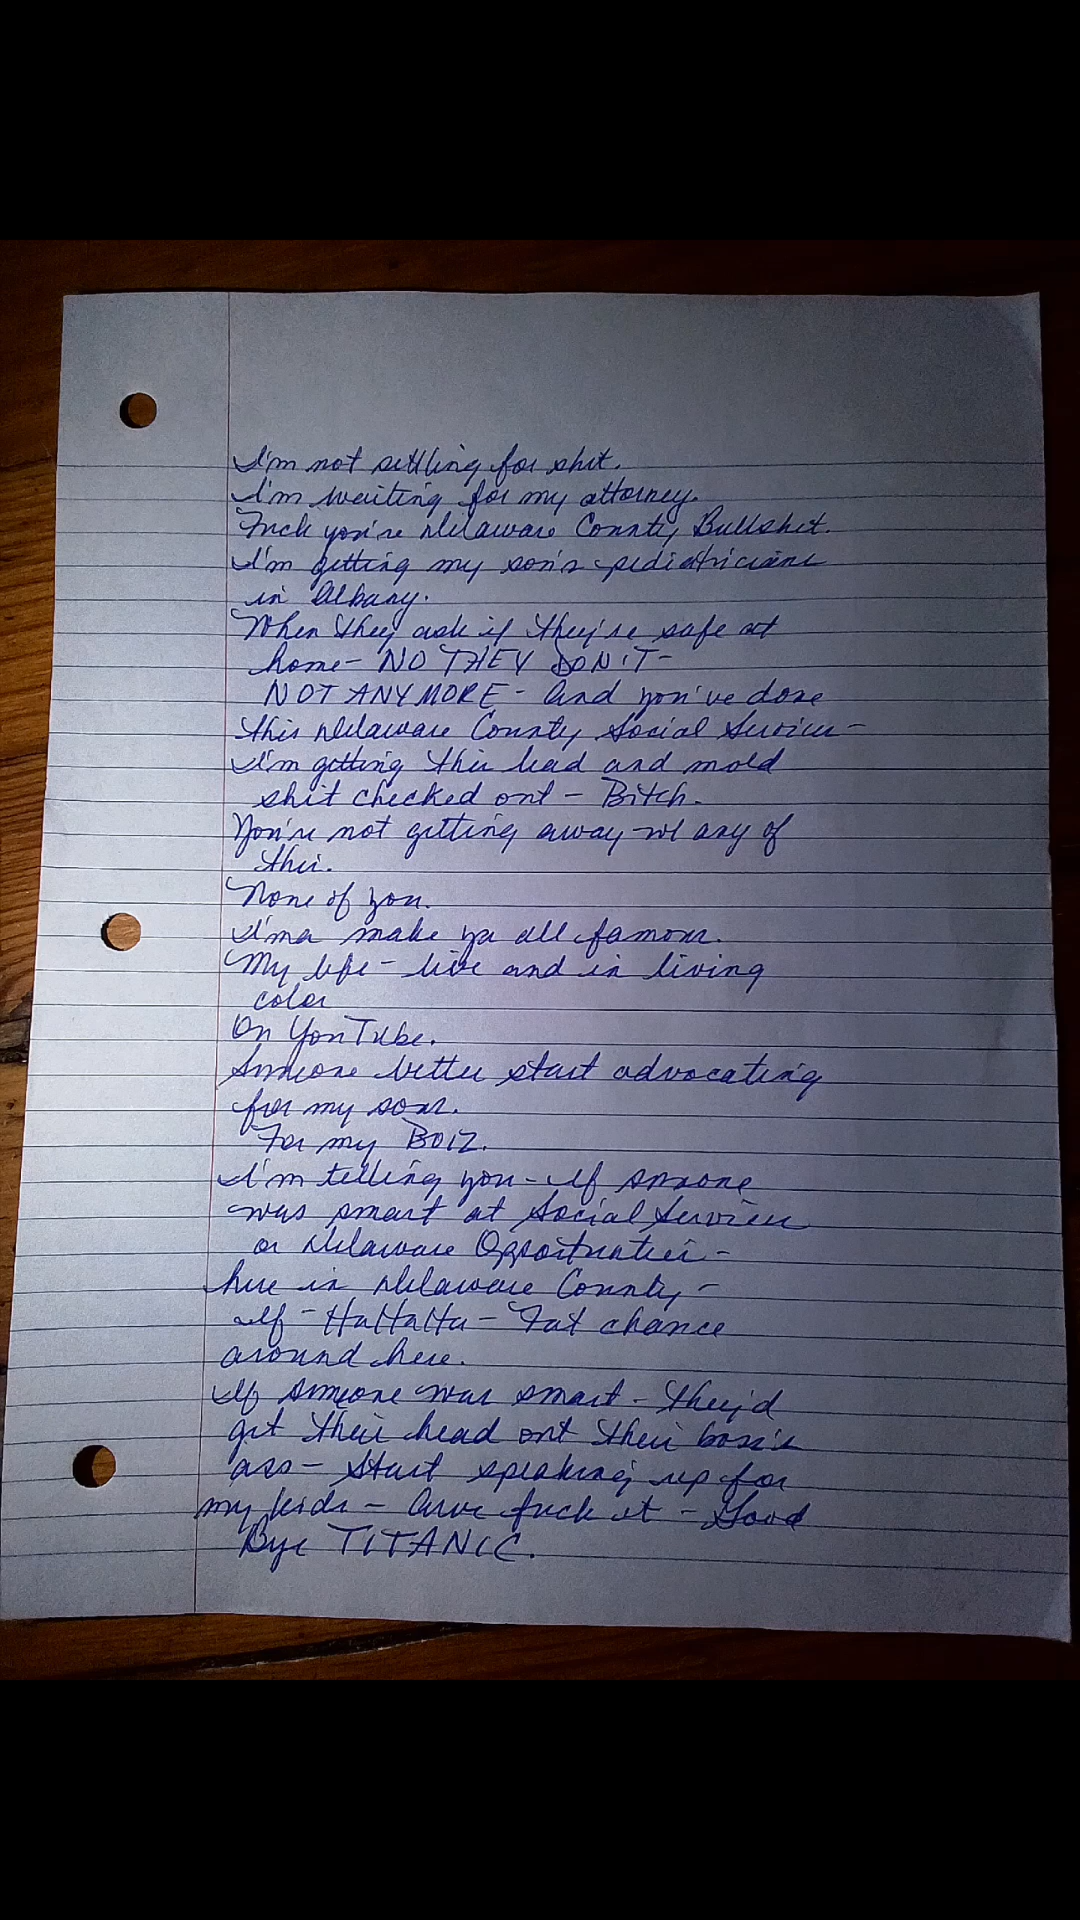 I'm not settling for shit.
I'm waiting for my attorney.
Fuck you're Delaware County Bullshit.
I'm getting my son's pediatricians
in Albany.
When they ask if they're safe at
home - NO THEY DON'T -
NOT ANYMORE - And you've done
this Delaware County Social Services -
I'm getting this lead and mold
shit checked out - Bitch.
You're not getting away w/ any of
this.
None of you.
I'ma make ya all famous.
My life - live and in living
color
On YouTube.
Someone better start advocating
for my sons.
For my BOIZ.
I'm telling you - If someone
was smart at Social Services
or Delaware Opportunities -
here in Delaware County -
If - HaHaHa - Fat chance
around here.
If someone was smart - they'd
get their head out their boss's
ass - Start speaking up for
my kids - Aww fuck it - Good
Bye TITANIC.